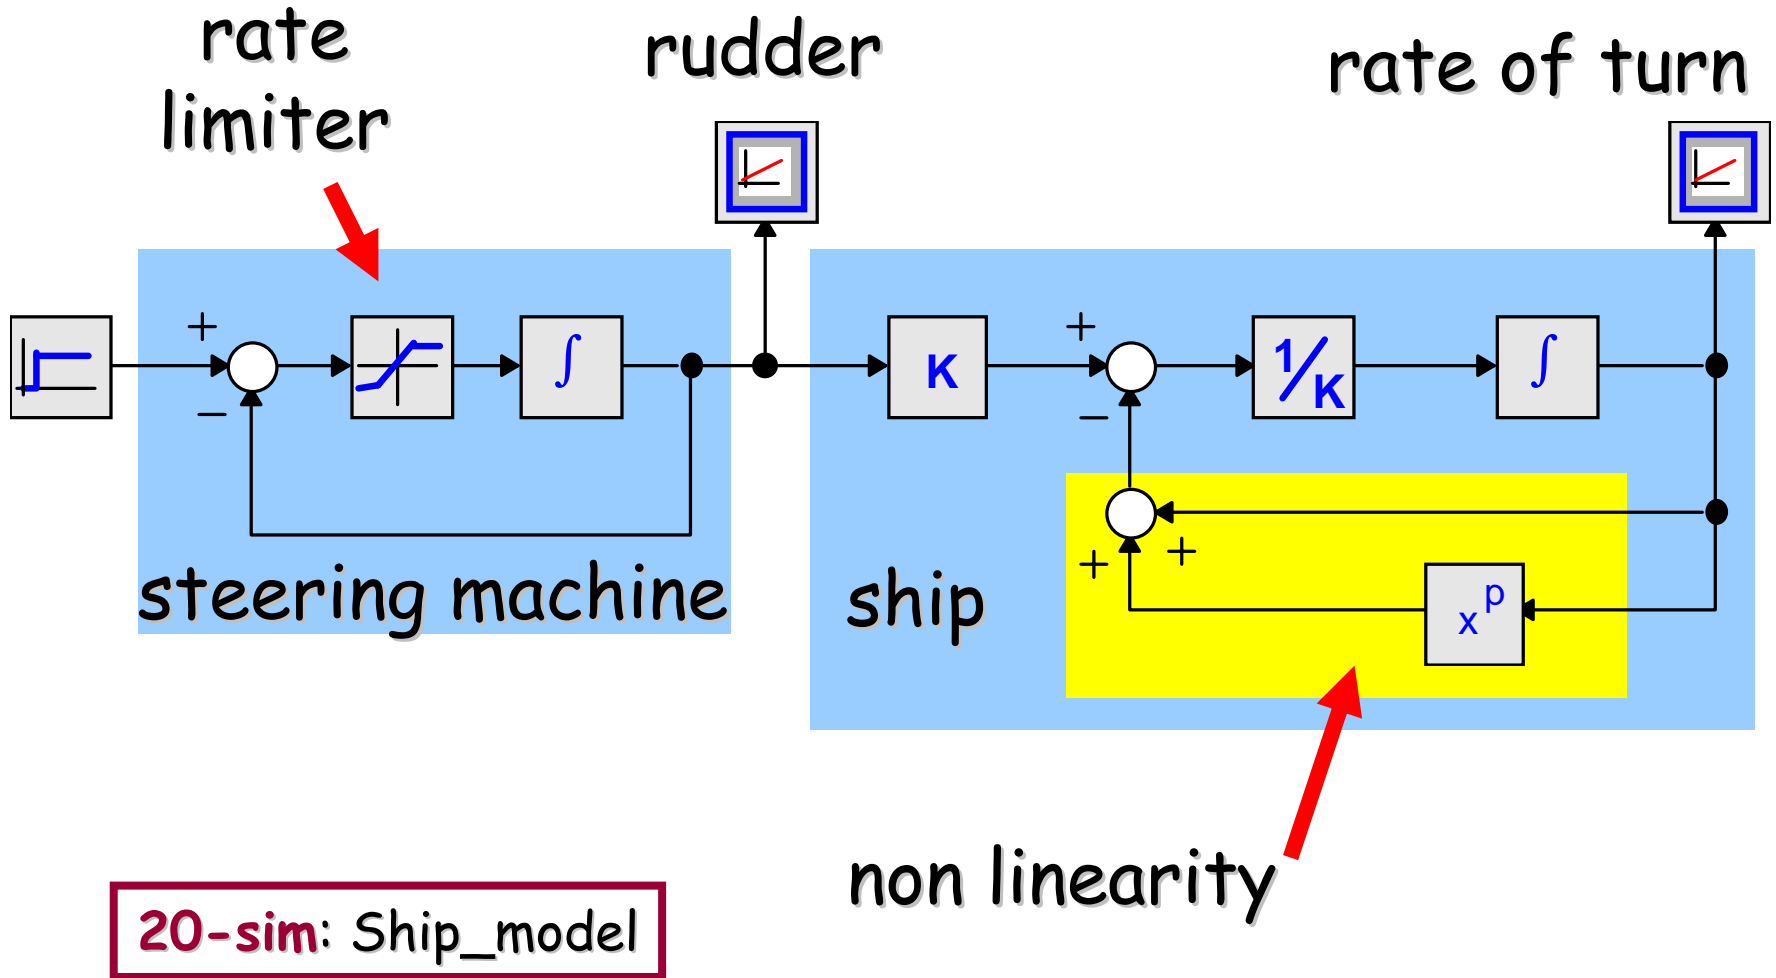 rate
limiter
rudder
rate of turn
+
−
∫
K
+
−
1/K
∫
+
+
x^p
steering machine
ship
non linearity
20-sim: Ship_model